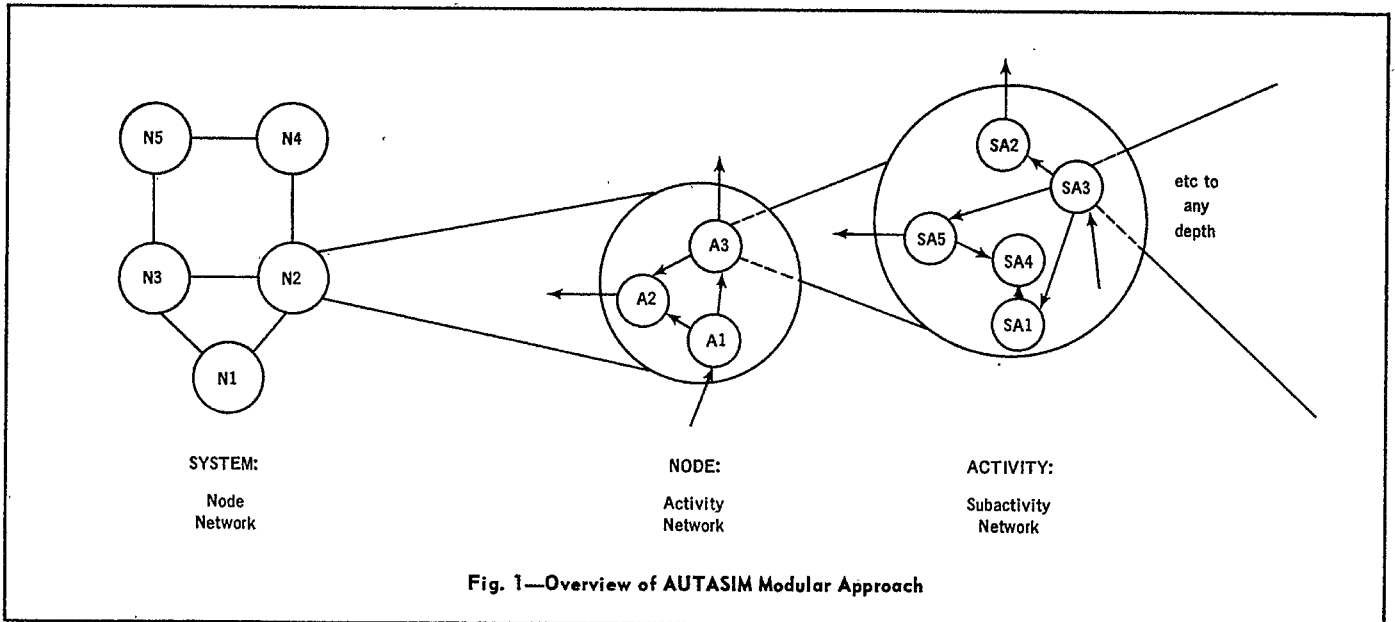 N5
N4
N3
N2
N1
SYSTEM:
Node
Network
A3
A2
A1
NODE:
Activity
Network
SA2
SA3
SA5
SA4
SA1
etc to
any
depth
ACTIVITY:
Subactivity
Network
Fig. 1—Overview of AUTASIM Modular Approach